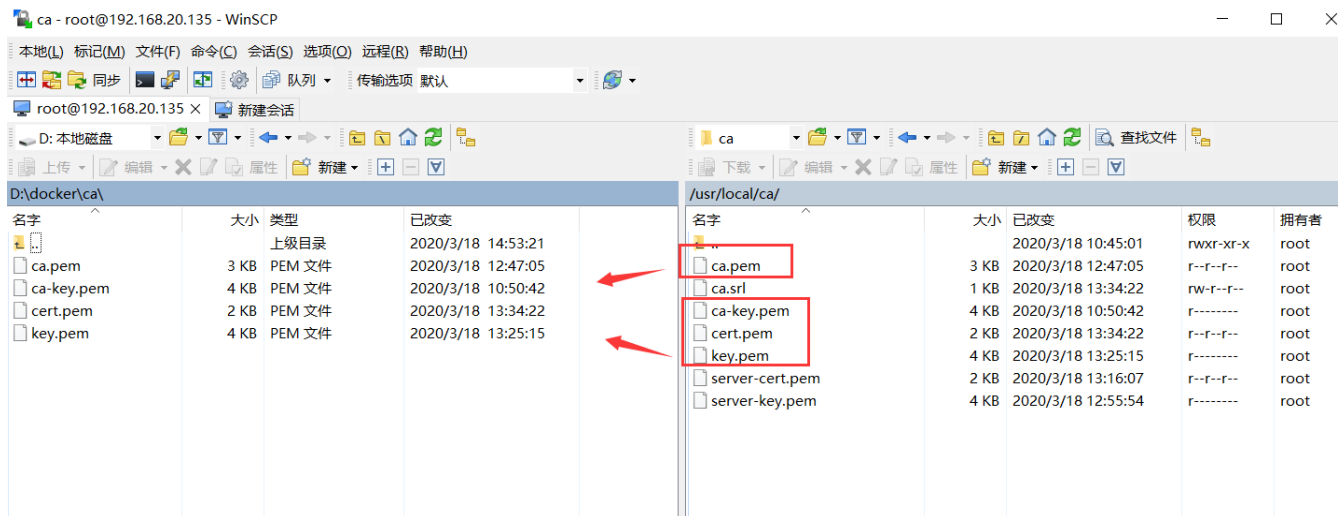 ca - root@192.168.20.135 - WinSCP
本地(L) 标记(M) 文件(F) 命令(C) 会话(S) 选项(O) 远程(R) 帮助(H)
同步 队列 传输选项 默认
root@192.168.20.135 新建会话
D: 本地磁盘 ca 查找文件
上传 编辑 属性 新建 下载 编辑 属性 新建
D:\docker\ca\ /usr/local/ca/
名字 大小 类型 已改变 名字 大小 已改变 权限 拥有者
.. 上级目录 2020/3/18 14:53:21 .. 2020/3/18 10:45:01 rwxr-xr-x root
ca.pem 3 KB PEM 文件 2020/3/18 12:47:05 ca.pem 3 KB 2020/3/18 12:47:05 r--r--r-- root
ca-key.pem 4 KB PEM 文件 2020/3/18 10:50:42 ca.srl 1 KB 2020/3/18 13:34:22 rw-r--r-- root
cert.pem 2 KB PEM 文件 2020/3/18 13:34:22 ca-key.pem 4 KB 2020/3/18 10:50:42 r-------- root
key.pem 4 KB PEM 文件 2020/3/18 13:25:15 cert.pem 2 KB 2020/3/18 13:34:22 r--r--r-- root
key.pem 4 KB 2020/3/18 13:25:15 r-------- root
server-cert.pem 2 KB 2020/3/18 13:16:07 r--r--r-- root
server-key.pem 4 KB 2020/3/18 12:55:54 r-------- root